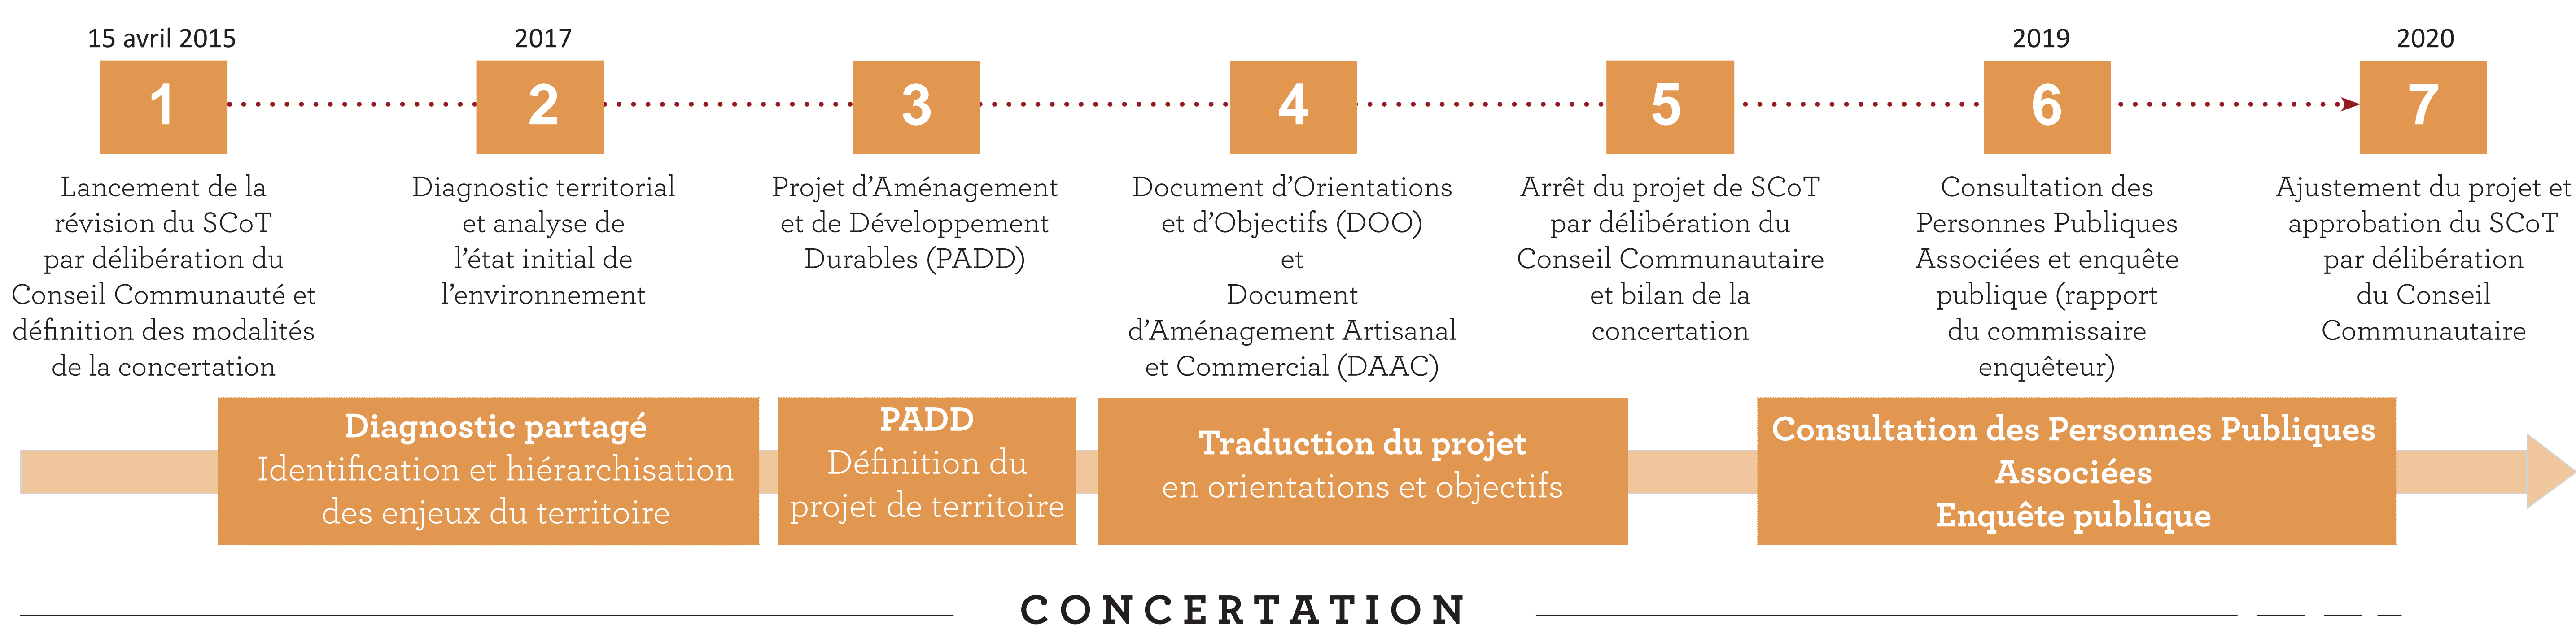 15 avril 2015
1
Lancement de la
révision du SCoT
par délibération du
Conseil Communauté et
définition des modalités
de la concertation
2017
2
Diagnostic territorial
et analyse de
l’état initial de
l’environnement
3
Projet d’Aménagement
et de Développement
Durables (PADD)
4
Document d’Orientations
et d’Objectifs (DOO)
et
Document
d’Aménagement Artisanal
et Commercial (DAAC)
5
Arrêt du projet de SCoT
par délibération du
Conseil Communautaire
et bilan de la
concertation
2019
6
Consultation des
Personnes Publiques
Associées et enquête
publique (rapport
du commissaire
enquêteur)
2020
7
Ajustement du projet et
approbation du SCoT
par délibération
du Conseil
Communautaire
Diagnostic partagé
Identification et hiérarchisation
des enjeux du territoire
PADD
Définition du
projet de territoire
Traduction du projet
en orientations et objectifs
Consultation des Personnes Publiques
Associées
Enquête publique
CONCERTATION